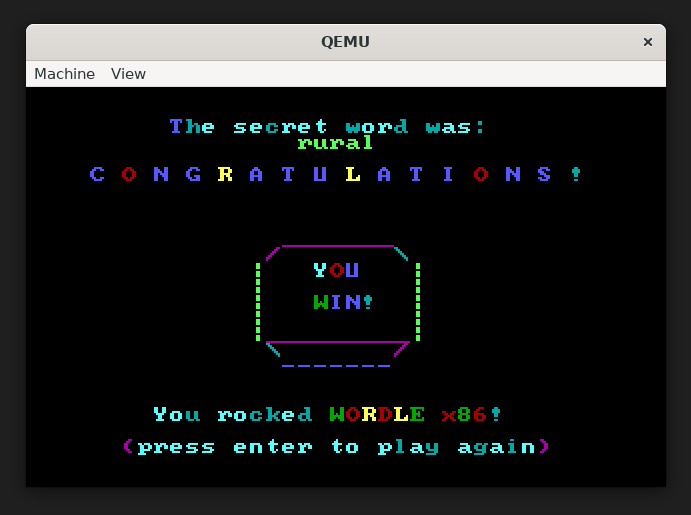 QEMU ×
Machine View
The secret word was:
rural
C O N G R A T U L A T I O N S !
YOU
WIN!
You rocked WORDLE x86!
(press enter to play again)